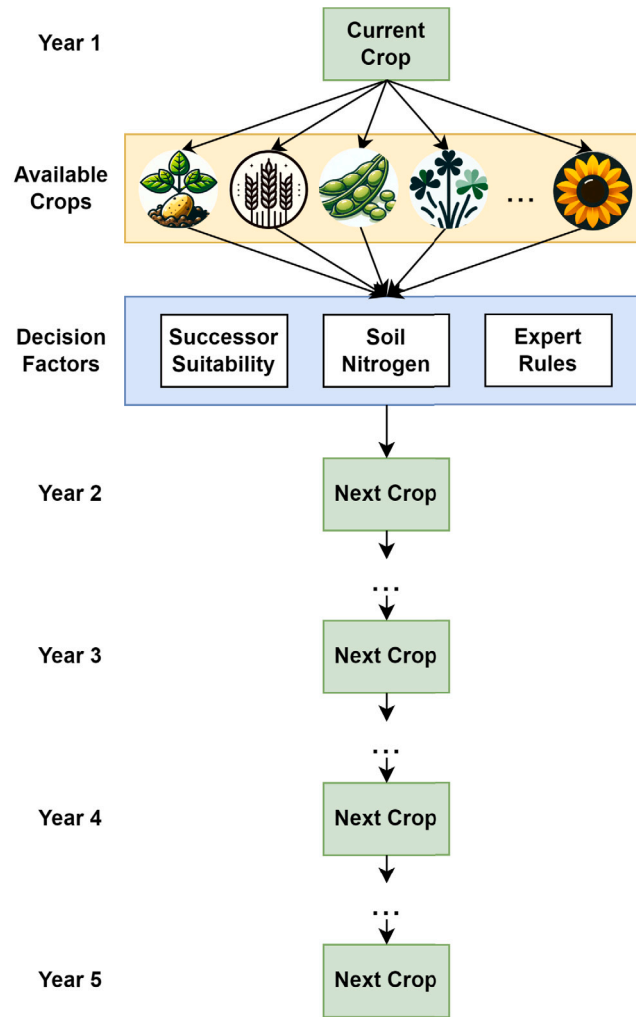 Year 1
Current
Crop
Available
Crops
...
Decision
Factors
Successor
Suitability
Soil
Nitrogen
Expert
Rules
Year 2
Next Crop
...
Year 3
Next Crop
...
Year 4
Next Crop
...
Year 5
Next Crop